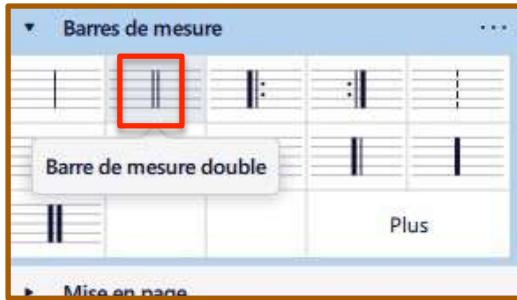 Barres de mesure
Barre de mesure double
Plus
Mise en page